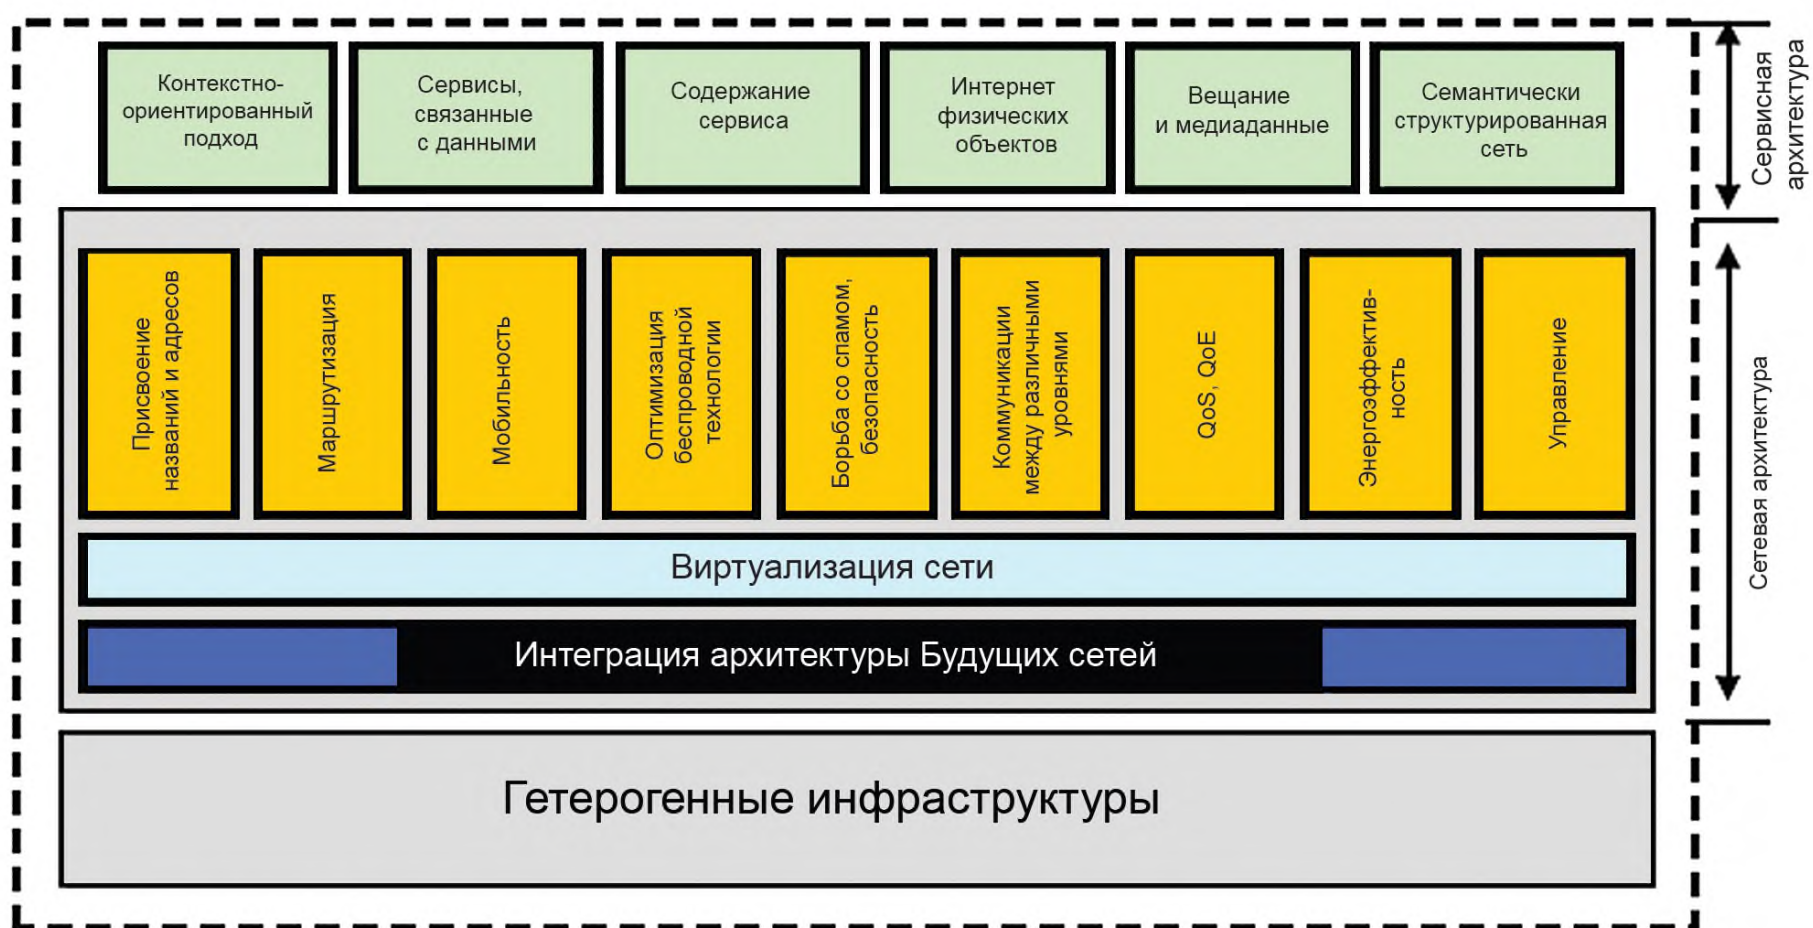 Контекстно-
ориентированный
подход
Сервисы,
связанные
с данными
Содержание
сервиса
Интернет
физических
объектов
Вещание
и медиаданные
Семантически
структурированная
сеть
Сервисная
архитектура
Присвоение
названий и адресов
Маршрутизация
Мобильность
Оптимизация
беспроводной
технологии
Борьба со спамом,
безопасность
Коммуникации
между различными
уровнями
QoS, QoE
Энергоэффектив-
ность
Управление
Сетевая архитектура
Виртуализация сети
Интеграция архитектуры Будущих сетей
Гетерогенные инфраструктуры